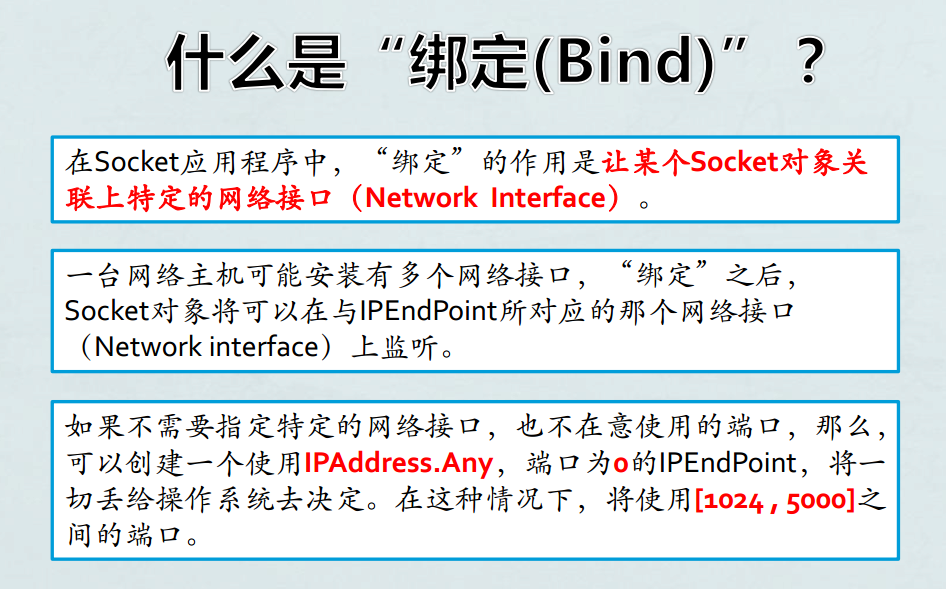 什么是“绑定(Bind)”？
在Socket应用程序中，“绑定”的作用是让某个Socket对象关
联上特定的网络接口（Network Interface）。
一台网络主机可能安装有多个网络接口，“绑定”之后，
Socket对象将可以在与IPEndPoint所对应的那个网络接口
（Network interface）上监听。
如果不需要指定特定的网络接口，也不在意使用的端口，那么，
可以创建一个使用IPAddress.Any，端口为0的IPEndPoint，将一
切丢给操作系统去决定。在这种情况下，将使用[1024 , 5000]之
间的端口。